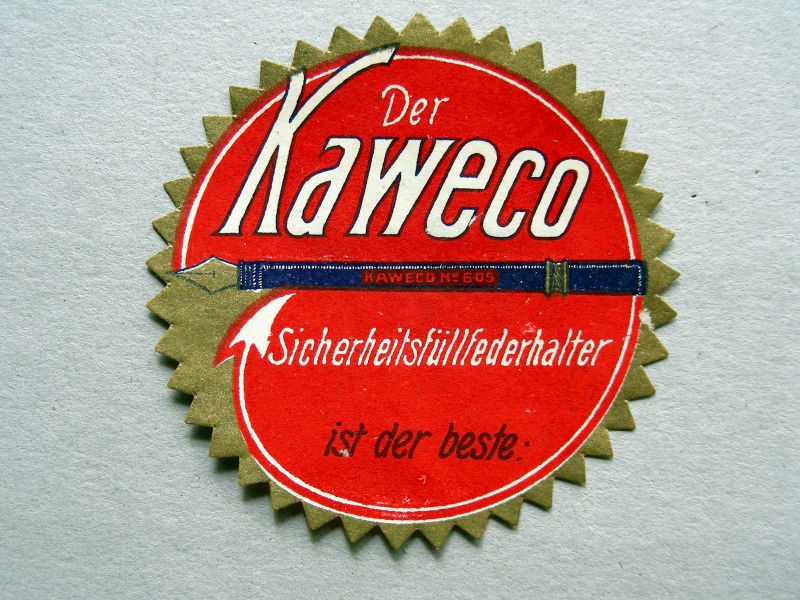 Der
Kaweco
KAWECO No 605
Sicherheitsfüllfederhalter
ist der beste.